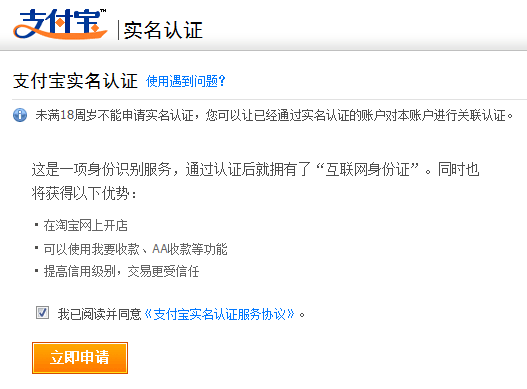 支付宝™ 实名认证
支付宝实名认证 使用遇到问题?
未满18周岁不能申请实名认证，您可以让已经通过实名认证的账户对本账户进行关联认证。
这是一项身份识别服务，通过认证后就拥有了“互联网身份证”。同时也
将获得以下优势：
·在淘宝网上开店
·可以使用我要收款、AA收款等功能
·提高信用级别，交易更受信任
我已阅读并同意《支付宝实名认证服务协议》。
立即申请